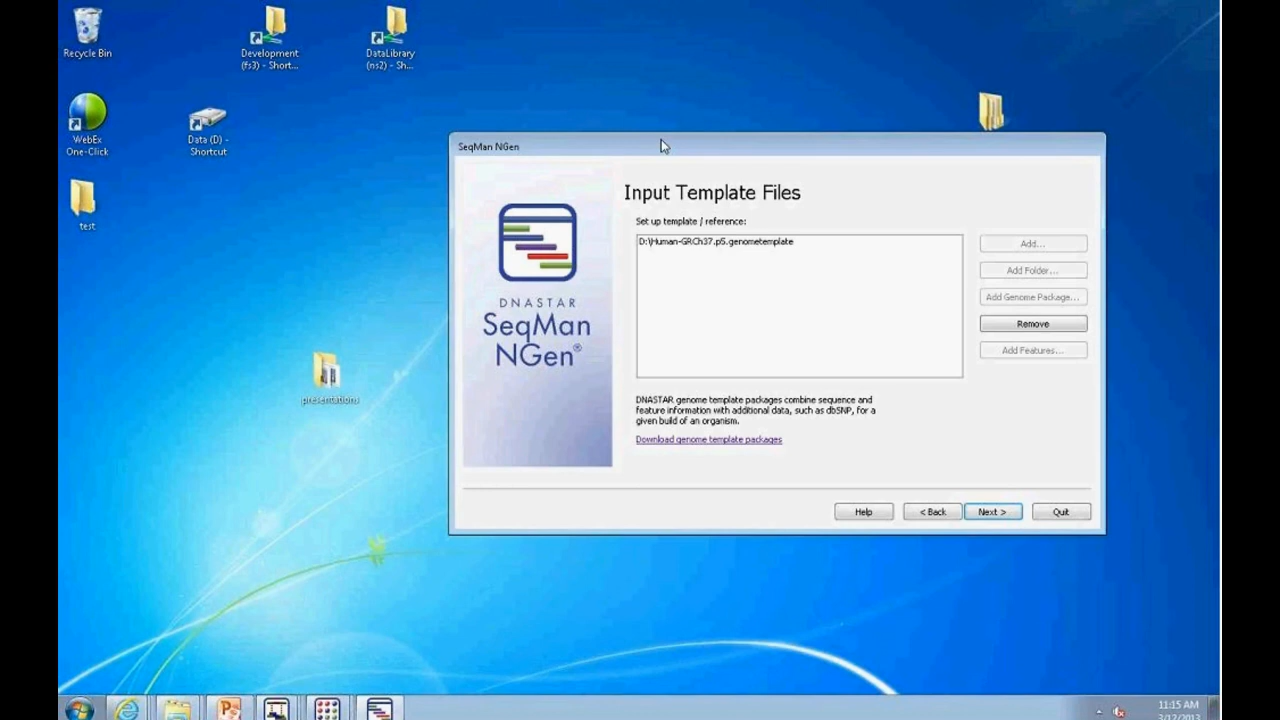 Recycle Bin
Development
(fs3) - Short...
DataLibrary
(ns2) - Sh...
WebEx
One-Click
Data (D) -
Shortcut
test
presentations
SeqMan NGen
DNASTAR
SeqMan
NGen®
Input Template Files
Set up template / reference:
D:\Human-GRCh37.p5.genometemplate
Add...
Add Folder...
Add Genome Package...
Remove
Add Features...
DNASTAR genome template packages combine sequence and
feature information with additional data, such as dbSNP, for a
given build of an organism.
Download genome template packages
Help
< Back
Next >
Quit
11:15 AM
3/12/2013